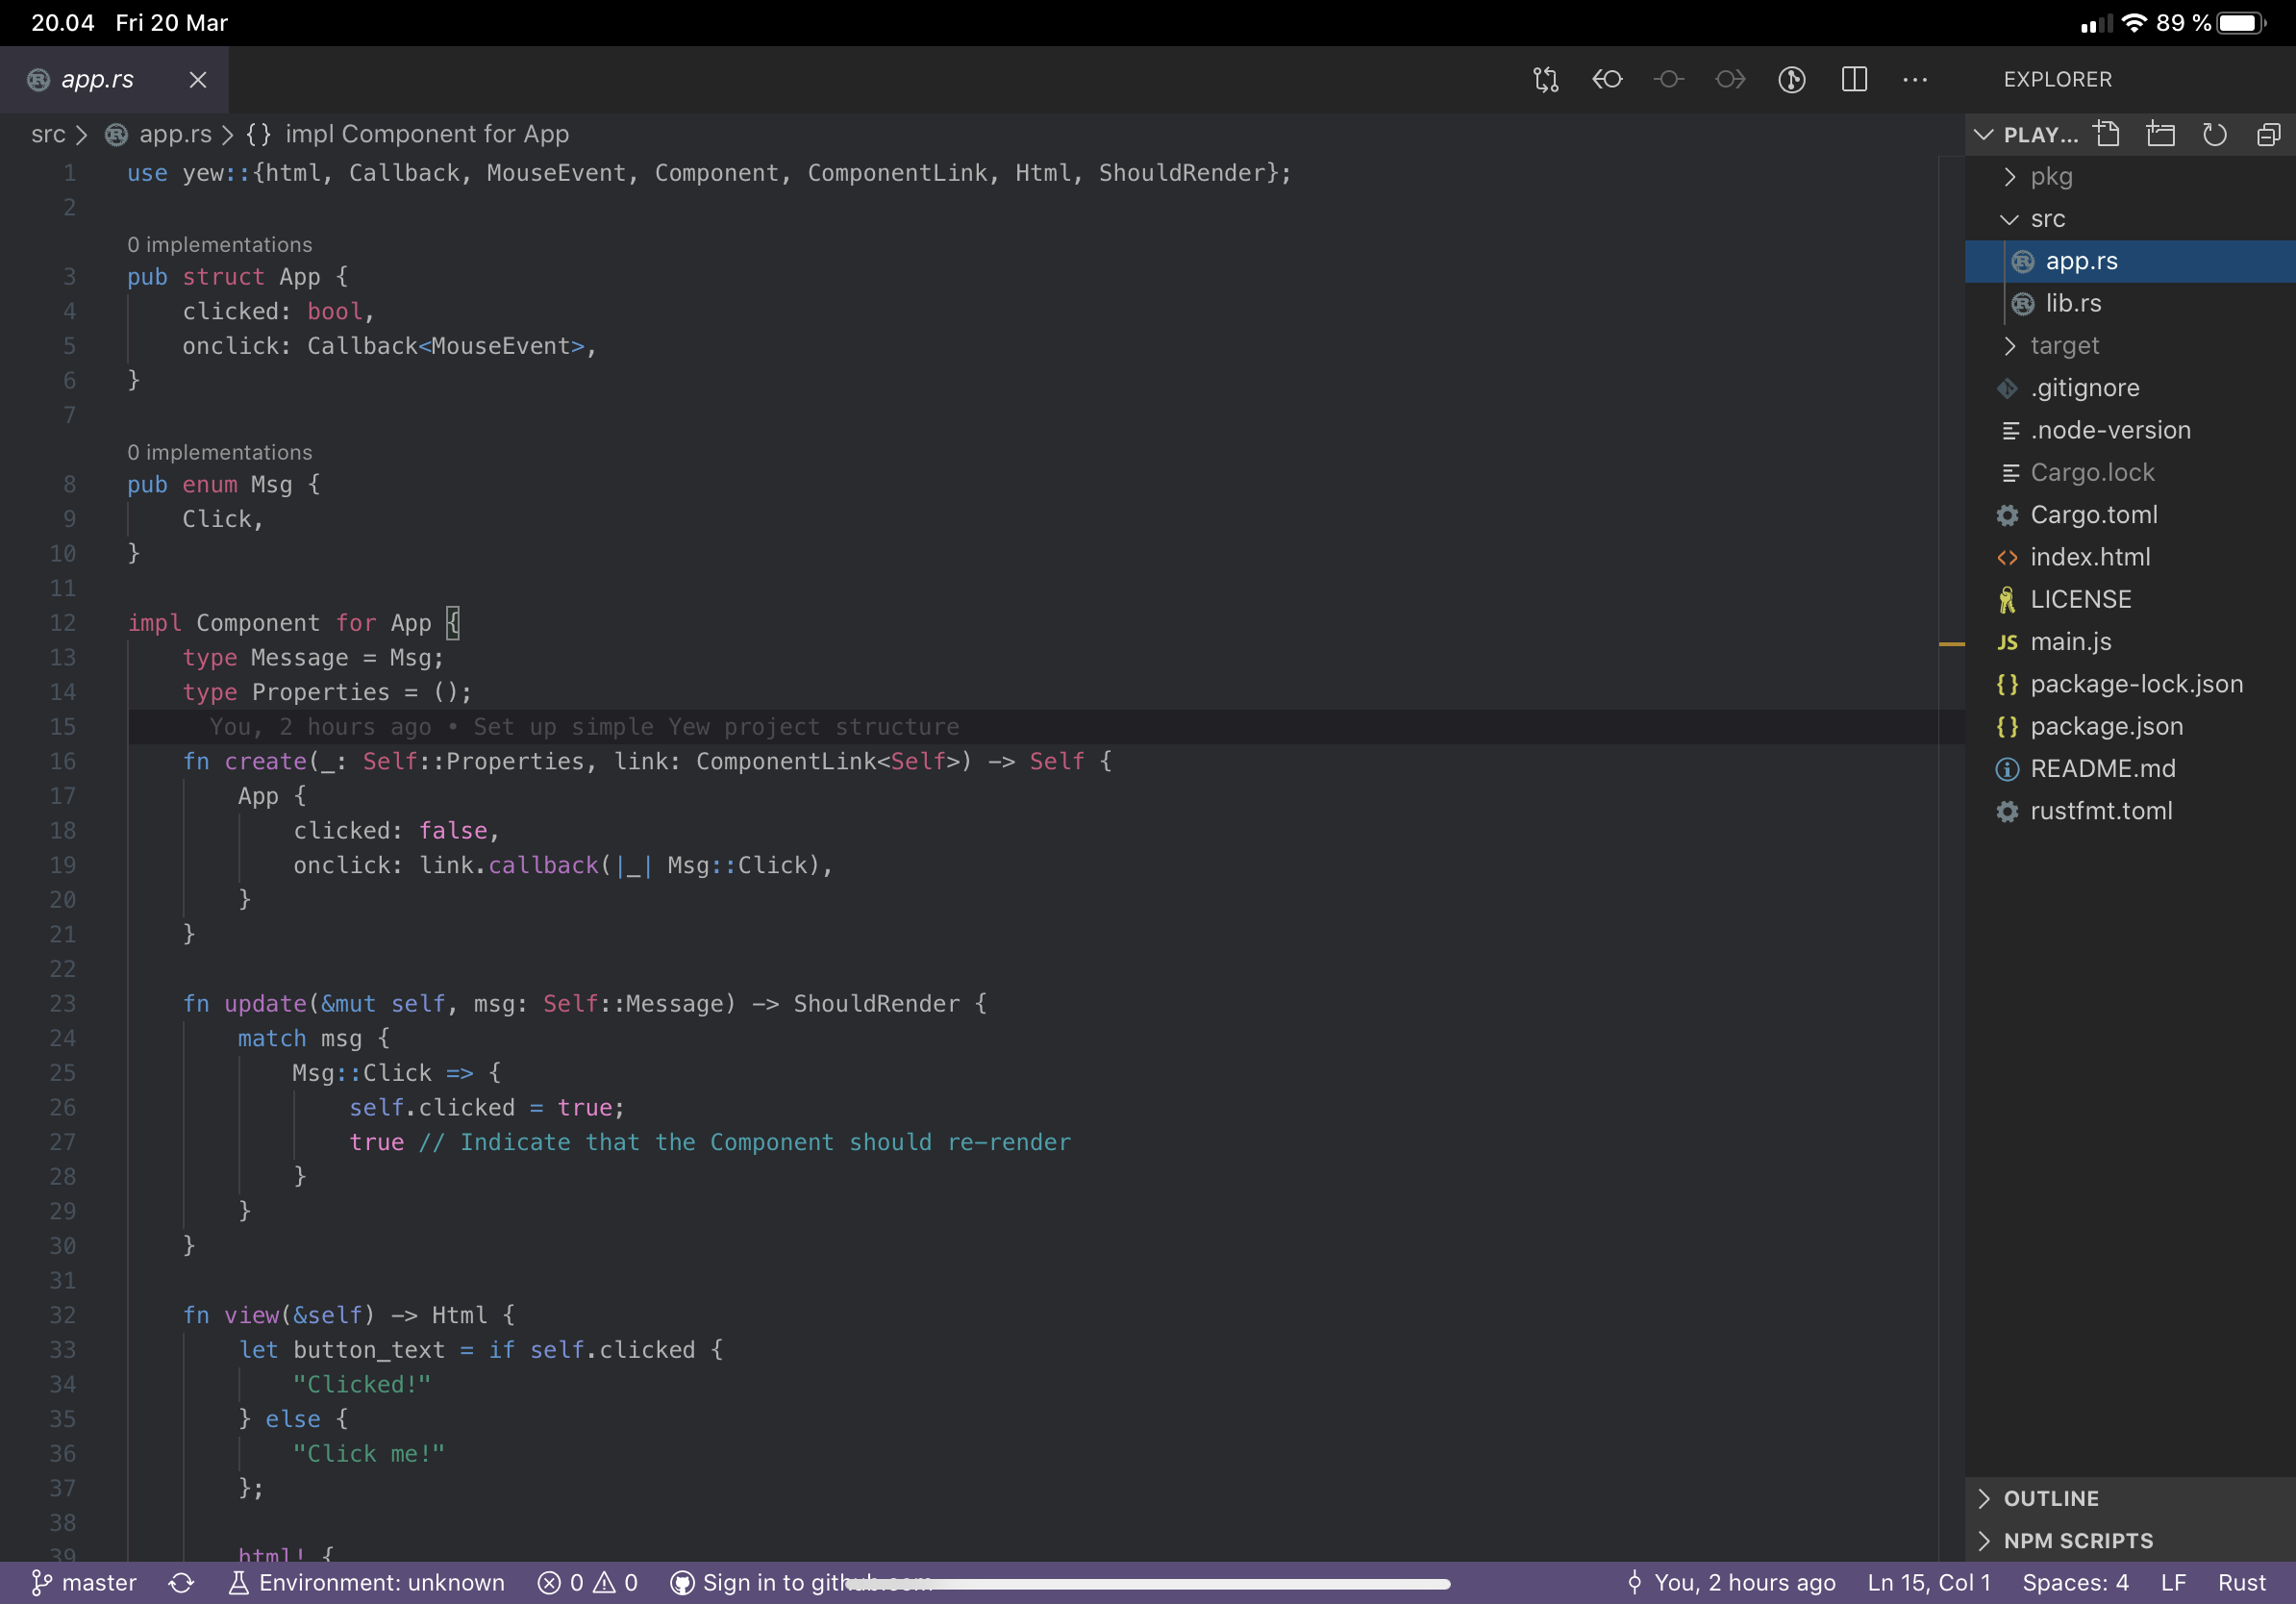 20.04 Fri 20 Mar 89 %
app.rs
EXPLORER
src > app.rs > {} impl Component for App
PLAY...
1 use yew::{html, Callback, MouseEvent, Component, ComponentLink, Html, ShouldRender};
2
0 implementations
3 pub struct App {
4     clicked: bool,
5     onclick: Callback<MouseEvent>,
6 }
7
0 implementations
8 pub enum Msg {
9     Click,
10 }
11
12 impl Component for App {
13     type Message = Msg;
14     type Properties = ();
15       You, 2 hours ago • Set up simple Yew project structure
16     fn create(_: Self::Properties, link: ComponentLink<Self>) -> Self {
17         App {
18             clicked: false,
19             onclick: link.callback(|_| Msg::Click),
20         }
21     }
22
23     fn update(&mut self, msg: Self::Message) -> ShouldRender {
24         match msg {
25             Msg::Click => {
26                 self.clicked = true;
27                 true // Indicate that the Component should re-render
28             }
29         }
30     }
31
32     fn view(&self) -> Html {
33         let button_text = if self.clicked {
34             "Clicked!"
35         } else {
36             "Click me!"
37         };
38
39         html! {
pkg
src
app.rs
lib.rs
target
.gitignore
.node-version
Cargo.lock
Cargo.toml
index.html
LICENSE
JS main.js
{} package-lock.json
{} package.json
README.md
rustfmt.toml
OUTLINE
NPM SCRIPTS
master Environment: unknown 0 0 Sign in to github.com You, 2 hours ago Ln 15, Col 1 Spaces: 4 LF Rust